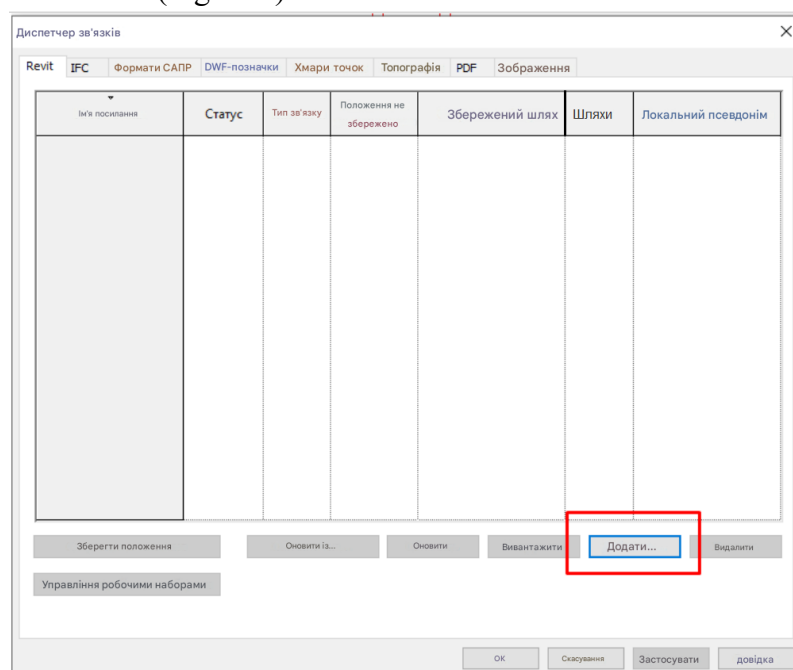 Диспетчер зв'язків
Revit IFC Формати САПР DWF-позначки Хмари точок Топографія PDF Зображення
Ім'я посилання Статус Тип зв'язку Положення не збережено Збережений шлях Шляхи Локальний псевдонім
Зберегти положення Оновити із... Оновити Вивантажити Додати... Видалити
Управління робочими наборами
ОК Скасування Застосувати довідка